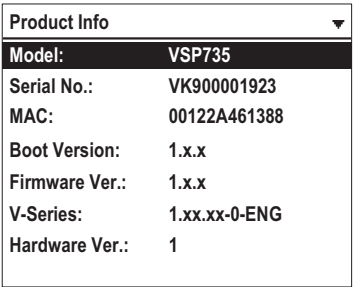 Product Info
Model: VSP735
Serial No.: VK900001923
MAC: 00122A461388
Boot Version: 1.x.x
Firmware Ver.: 1.x.x
V-Series: 1.xx.xx-0-ENG
Hardware Ver.: 1